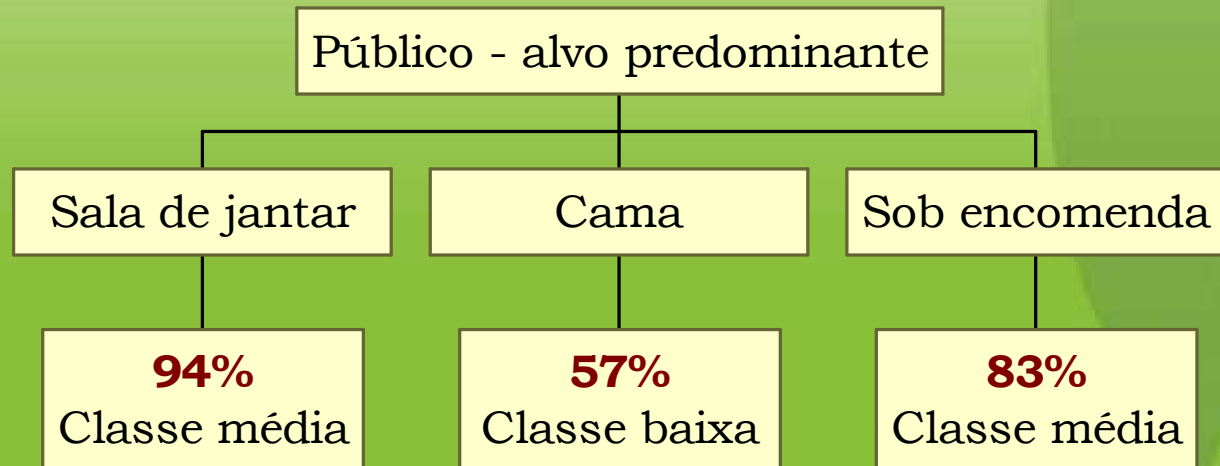 Público - alvo predominante
Sala de jantar
Cama
Sob encomenda
94%
Classe média
57%
Classe baixa
83%
Classe média